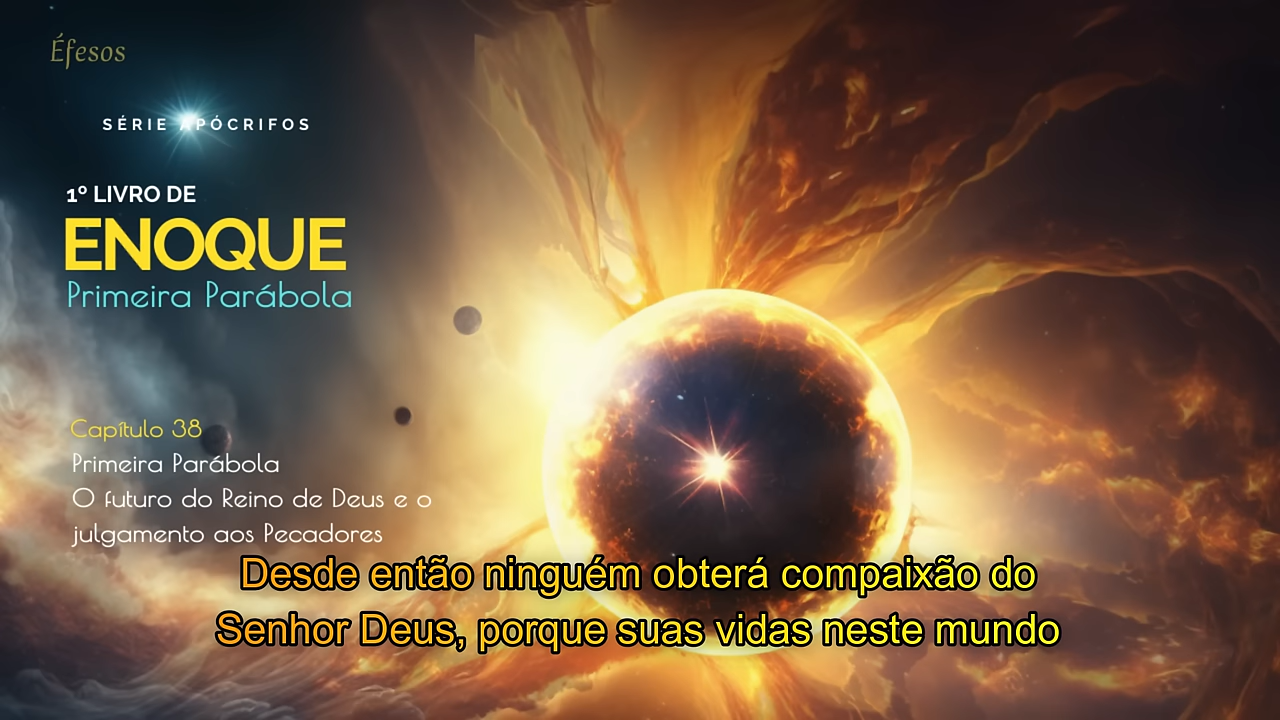 Éfesos
SÉRIE APÓCRIFOS
1º LIVRO DE
ENOQUE
Primeira Parábola
Capítulo 38
Primeira Parábola
O futuro do Reino de Deus e o
julgamento aos Pecadores
Desde então ninguém obterá compaixão do
Senhor Deus, porque suas vidas neste mundo